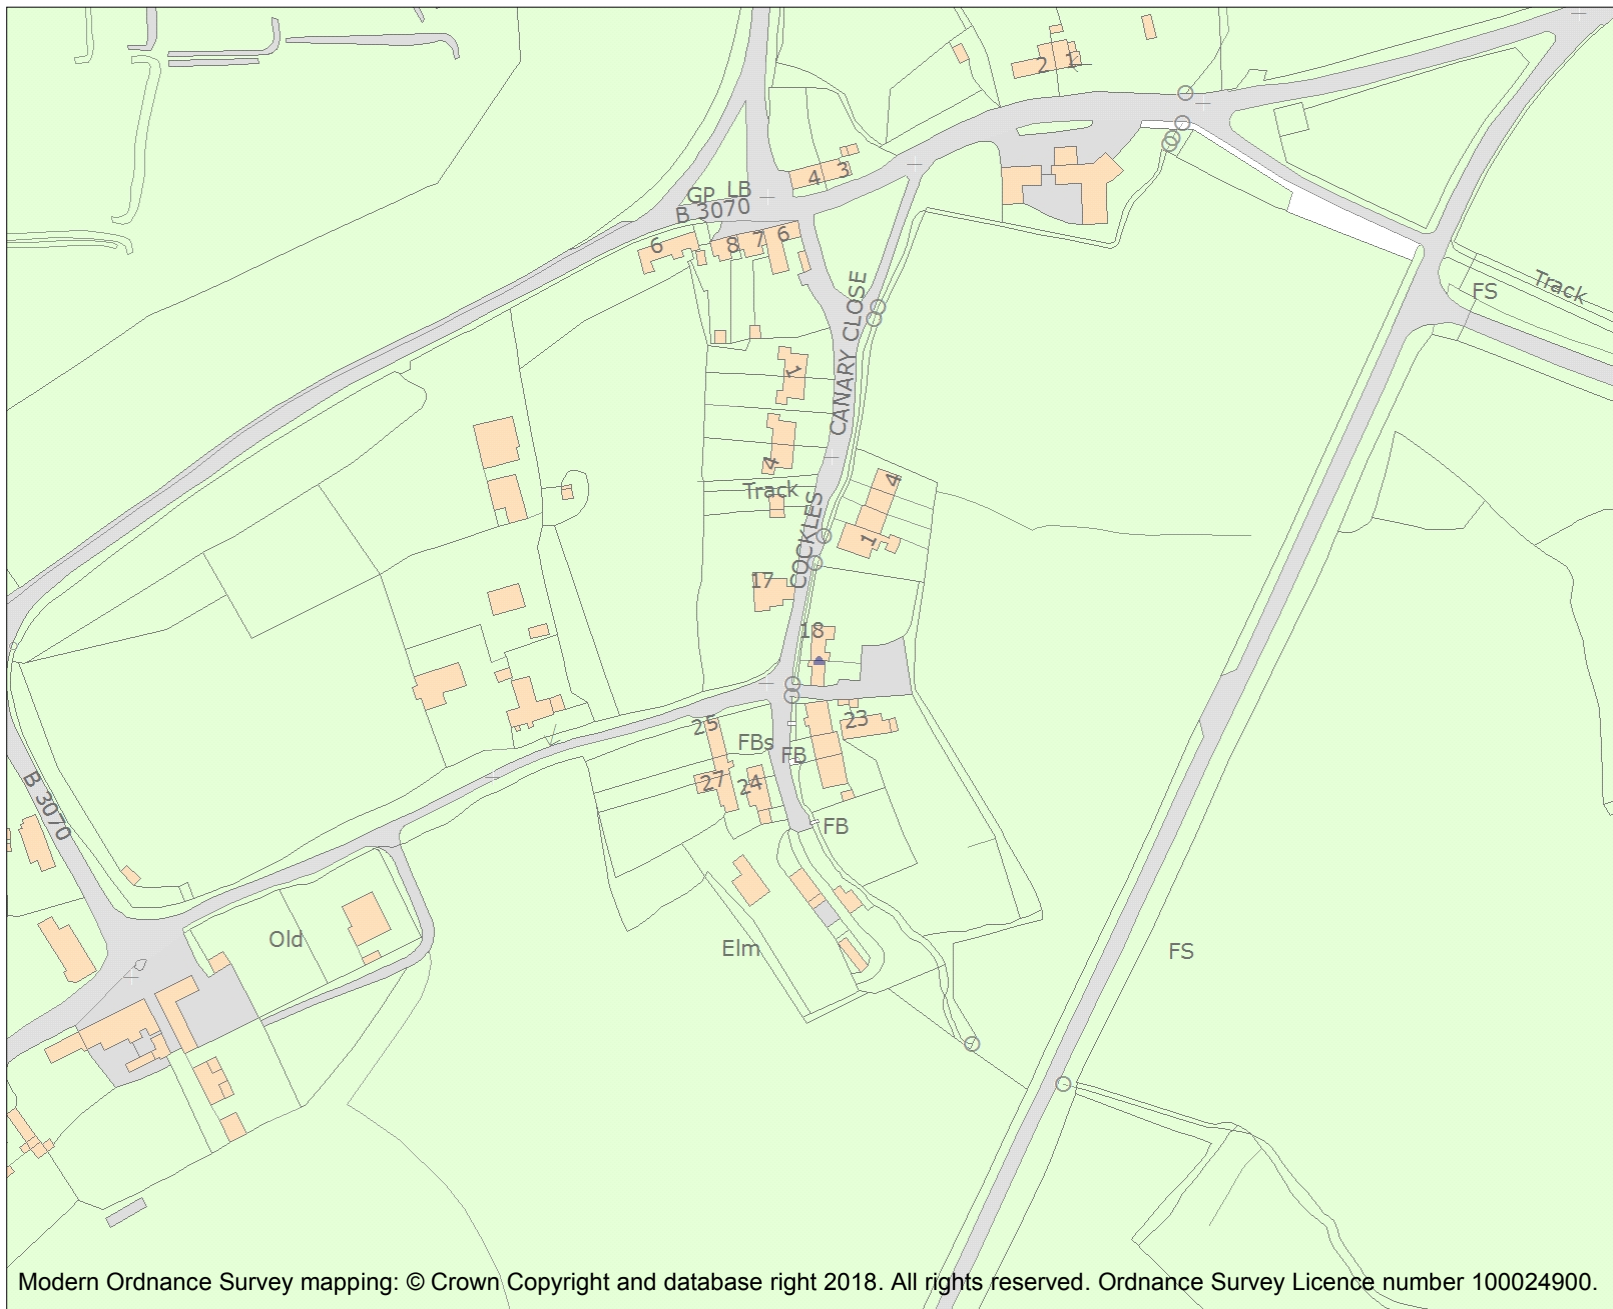 2 1
4 3
GP LB
B 3070
6 8 7 6
Track
FS
CANARY CLOSE
1
4
Track
4
COCKLES
1
17
18
25
23
FBs
FB
27 24
B 3070
FB
Old
Elm
FS
Modern Ordnance Survey mapping: © Crown Copyright and database right 2018. All rights reserved. Ordnance Survey Licence number 100024900.